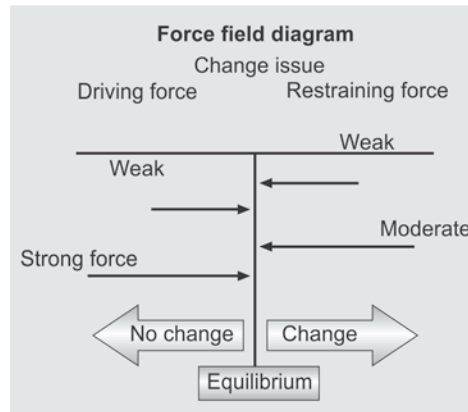 Force field diagram
Change issue
Driving force
Restraining force
Weak
Weak
Moderate
Strong force
No change
Change
Equilibrium